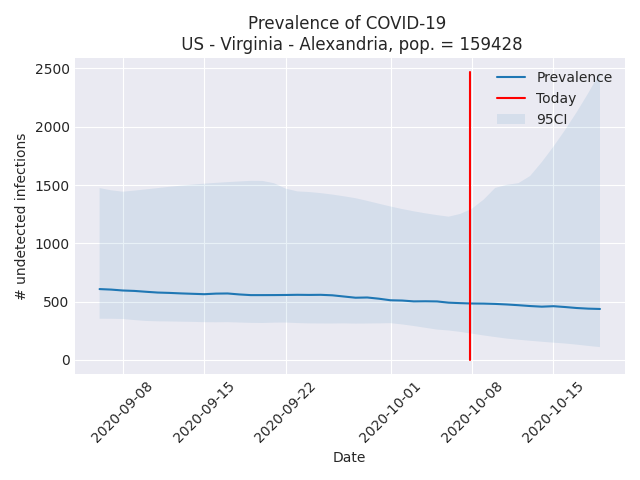 Prevalence of COVID-19
US - Virginia - Alexandria, pop. = 159428
2500
2000
1500
1000
500
0
# undetected infections
Prevalence
Today
95CI
2020-09-08
2020-09-15
2020-09-22
2020-10-01
2020-10-08
2020-10-15
Date